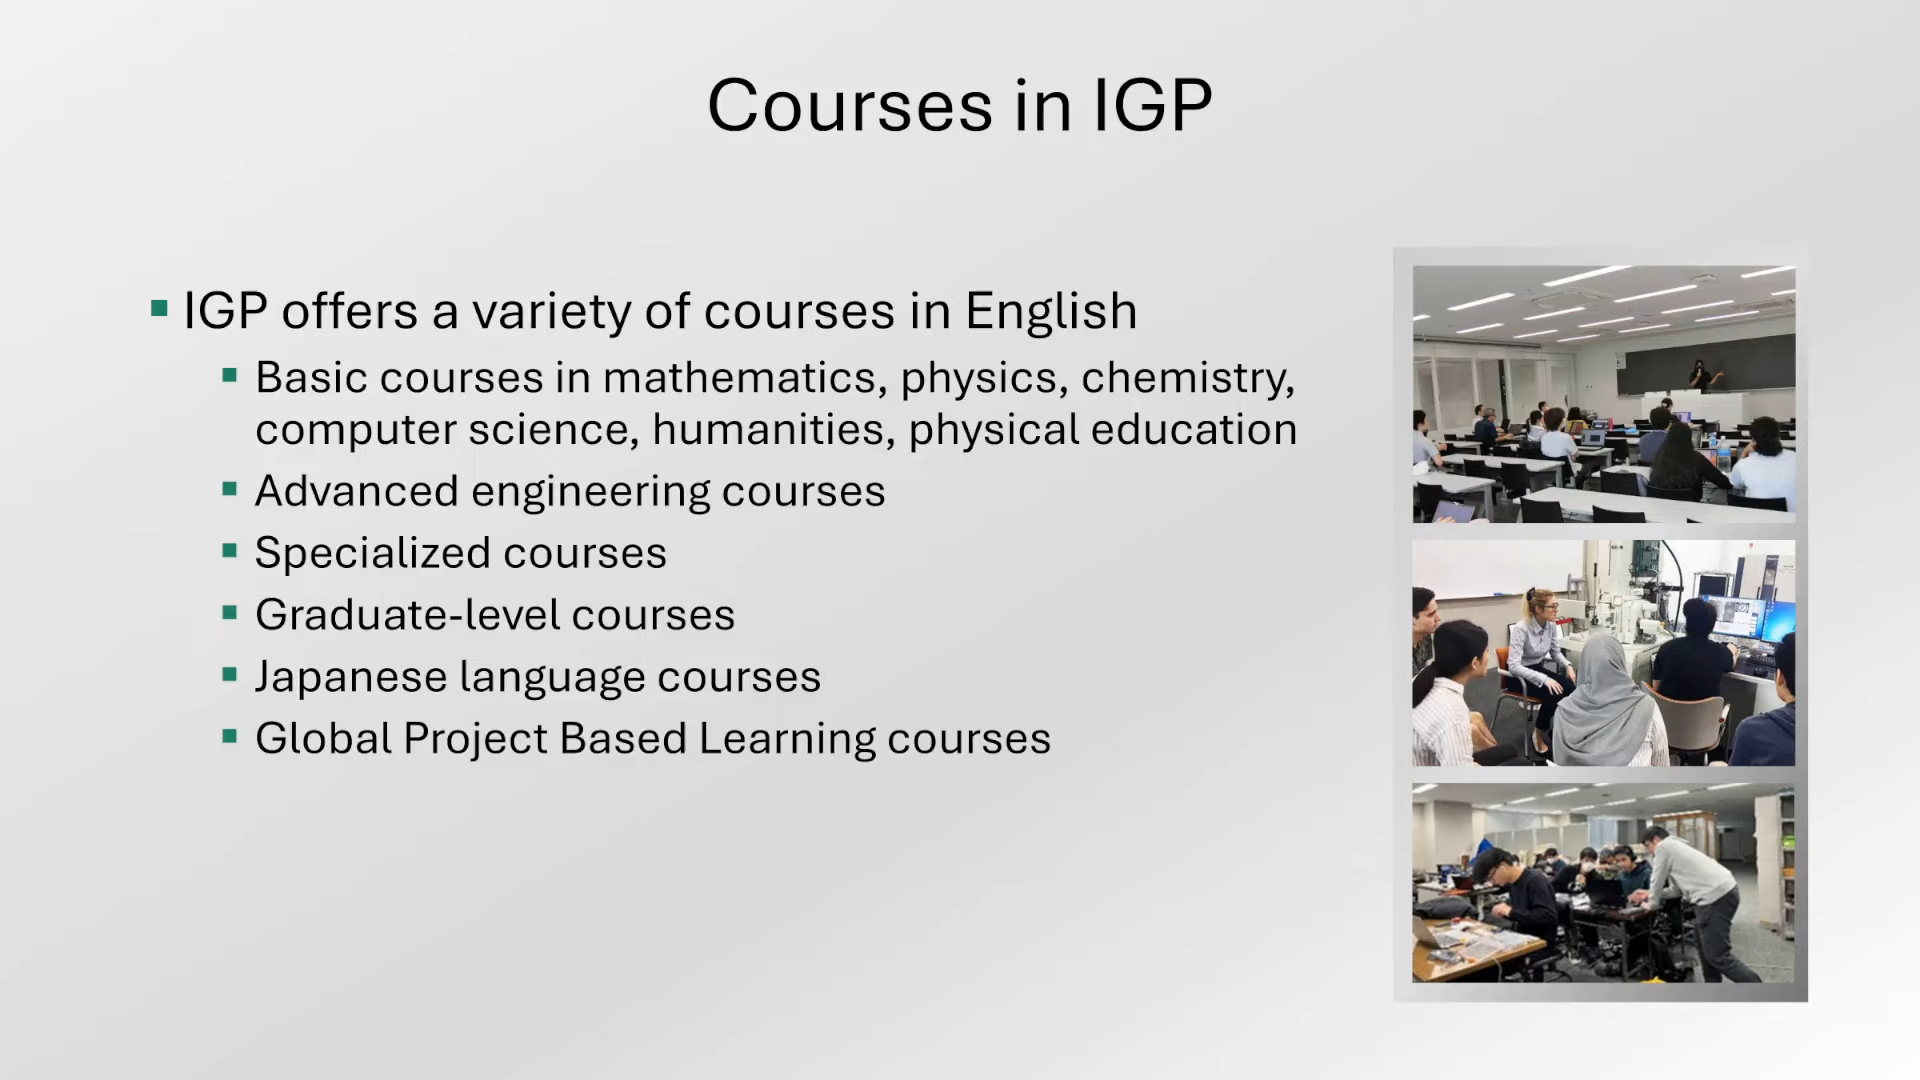 Courses in IGP
IGP offers a variety of courses in English
Basic courses in mathematics, physics, chemistry,
computer science, humanities, physical education
Advanced engineering courses
Specialized courses
Graduate-level courses
Japanese language courses
Global Project Based Learning courses